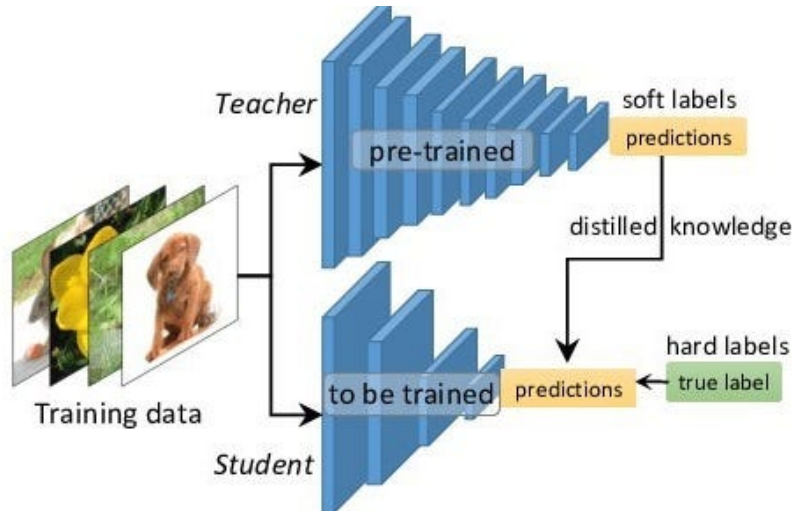 Teacher
soft labels
predictions
pre-trained
distilled knowledge
Training data
hard labels
true label
to be trained
predictions
Student